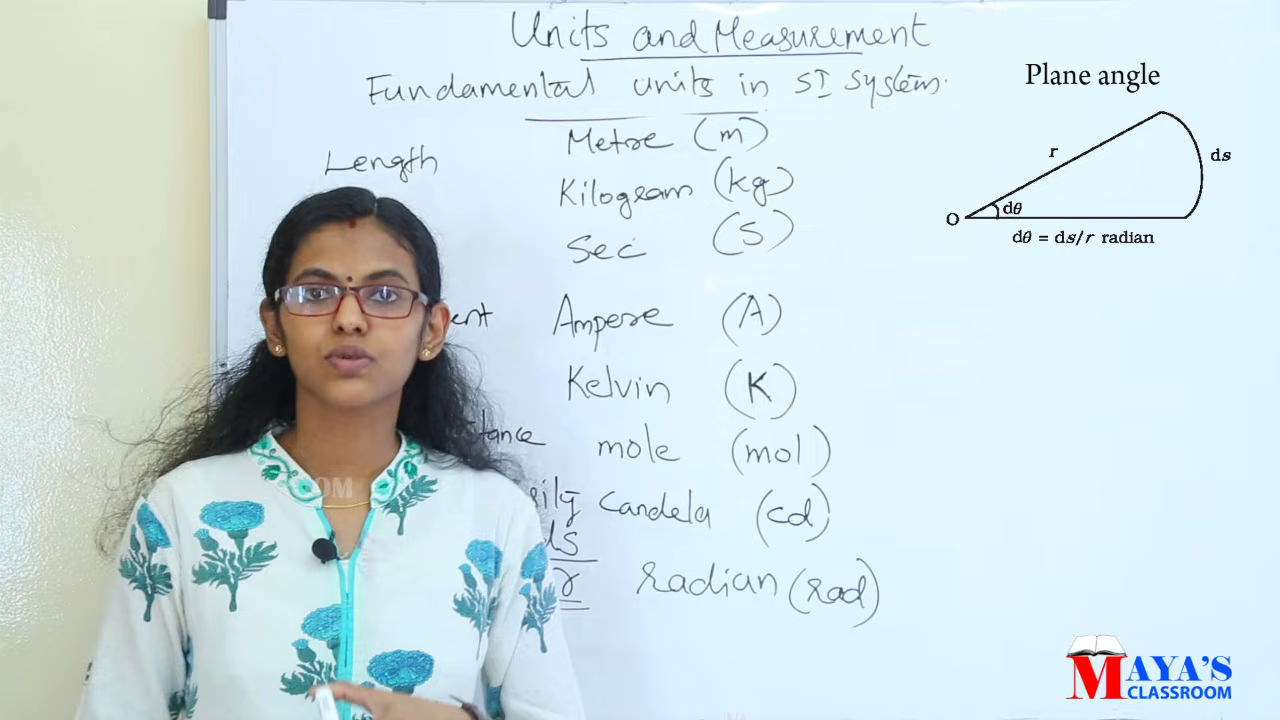 Units and Measurement
Fundamental units in SI System.
Length Metre (m)
Kilogram (kg)
Sec (S)
Ampere (A)
Kelvin (K)
mole (mol)
Candela (cd)
ds
r radian (rad)
Plane angle
r
ds
O dθ
dθ = ds/r radian
MAYA'S
CLASSROOM